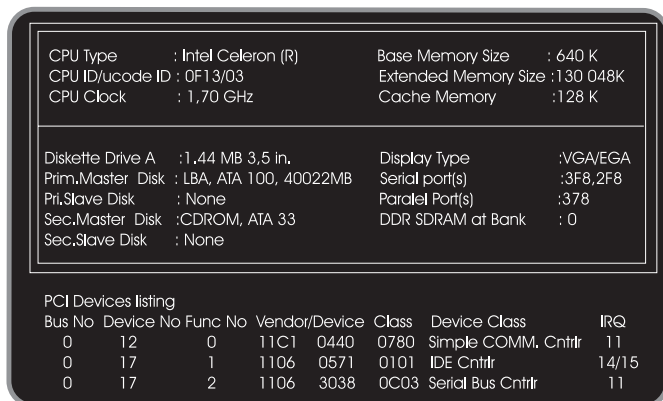 CPU Type : Intel Celeron (R) Base Memory Size : 640 K
CPU ID/ucode ID : 0F13/03 Extended Memory Size :130 048K
CPU Clock : 1,70 GHz Cache Memory :128 K
Diskette Drive A :1.44 MB 3,5 in. Display Type :VGA/EGA
Prim.Master Disk : LBA, ATA 100, 40022MB Serial port(s) :3F8,2F8
Pri.Slave Disk : None Paralel Port(s) :378
Sec.Master Disk :CDROM, ATA 33 DDR SDRAM at Bank : 0
Sec.Slave Disk : None
PCI Devices listing
Bus No Device No Func No Vendor/Device Class Device Class IRQ
0 12 0 11C1 0440 0780 Simple COMM. Cntrlr 11
0 17 1 1106 0571 0101 IDE Cntrlr 14/15
0 17 2 1106 3038 0C03 Serial Bus Cntrlr 11